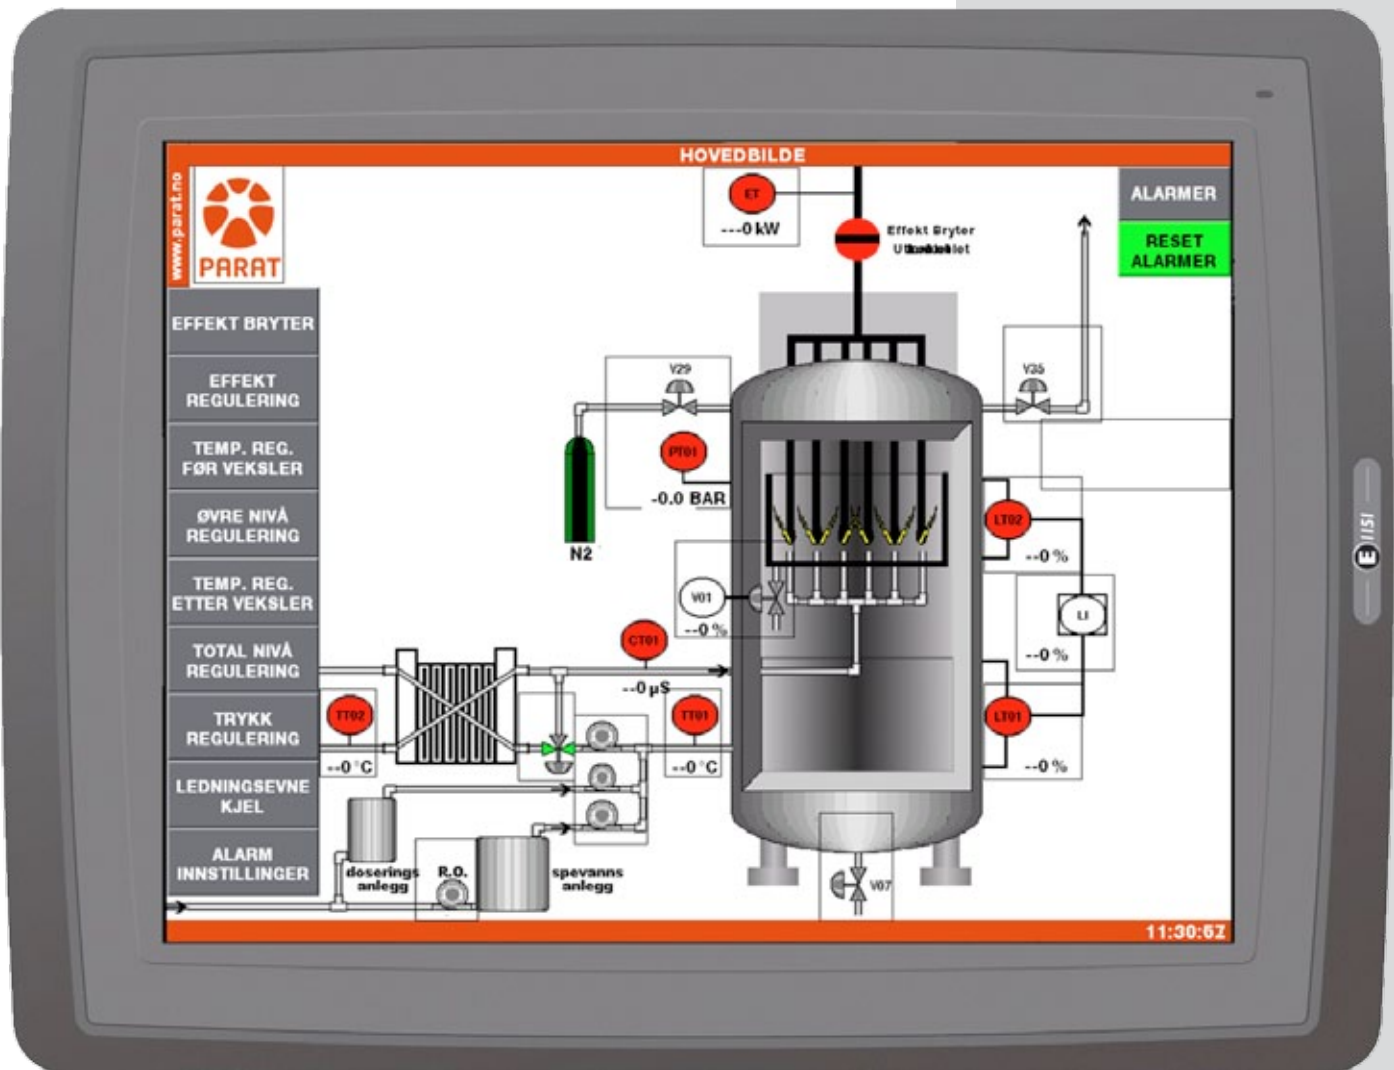 HOVEDBILDE
www.parat.no
PARAT
ALARMER
RESET
ALARMER
ET
---0 kW
Effekt Bryter
EFFEKT BRYTER
EFFEKT
REGULERING
TEMP. REG.
FØR VEKSLER
ØVRE NIVÅ
REGULERING
TEMP. REG.
ETTER VEKSLER
TOTAL NIVÅ
REGULERING
TRYKK
REGULERING
LEDNINGSEVNE
KJEL
ALARM
INNSTILLINGER
V29
V35
PT01
-0.0 BAR
N2
LT02
--0 %
V01
--0 %
LI
--0 %
CT01
--0 µS
TT02
--0 °C
TT01
--0 °C
LT01
--0 %
doserings
anlegg
R.O.
spevanns
anlegg
V07
E1151